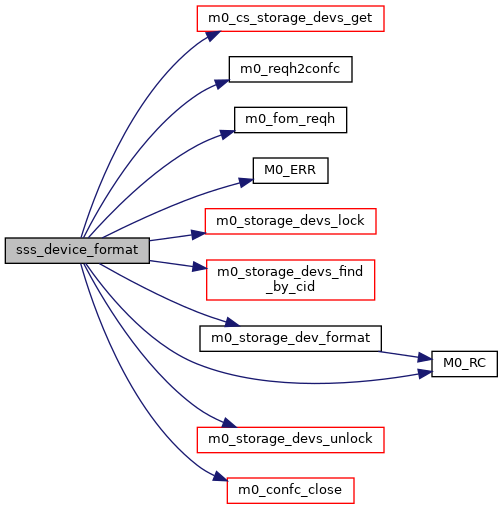 m0_cs_storage_devs_get
m0_reqh2confc
m0_fom_reqh
M0_ERR
m0_storage_devs_lock
sss_device_format
m0_storage_devs_find
_by_cid
m0_storage_dev_format
M0_RC
m0_storage_devs_unlock
m0_confc_close